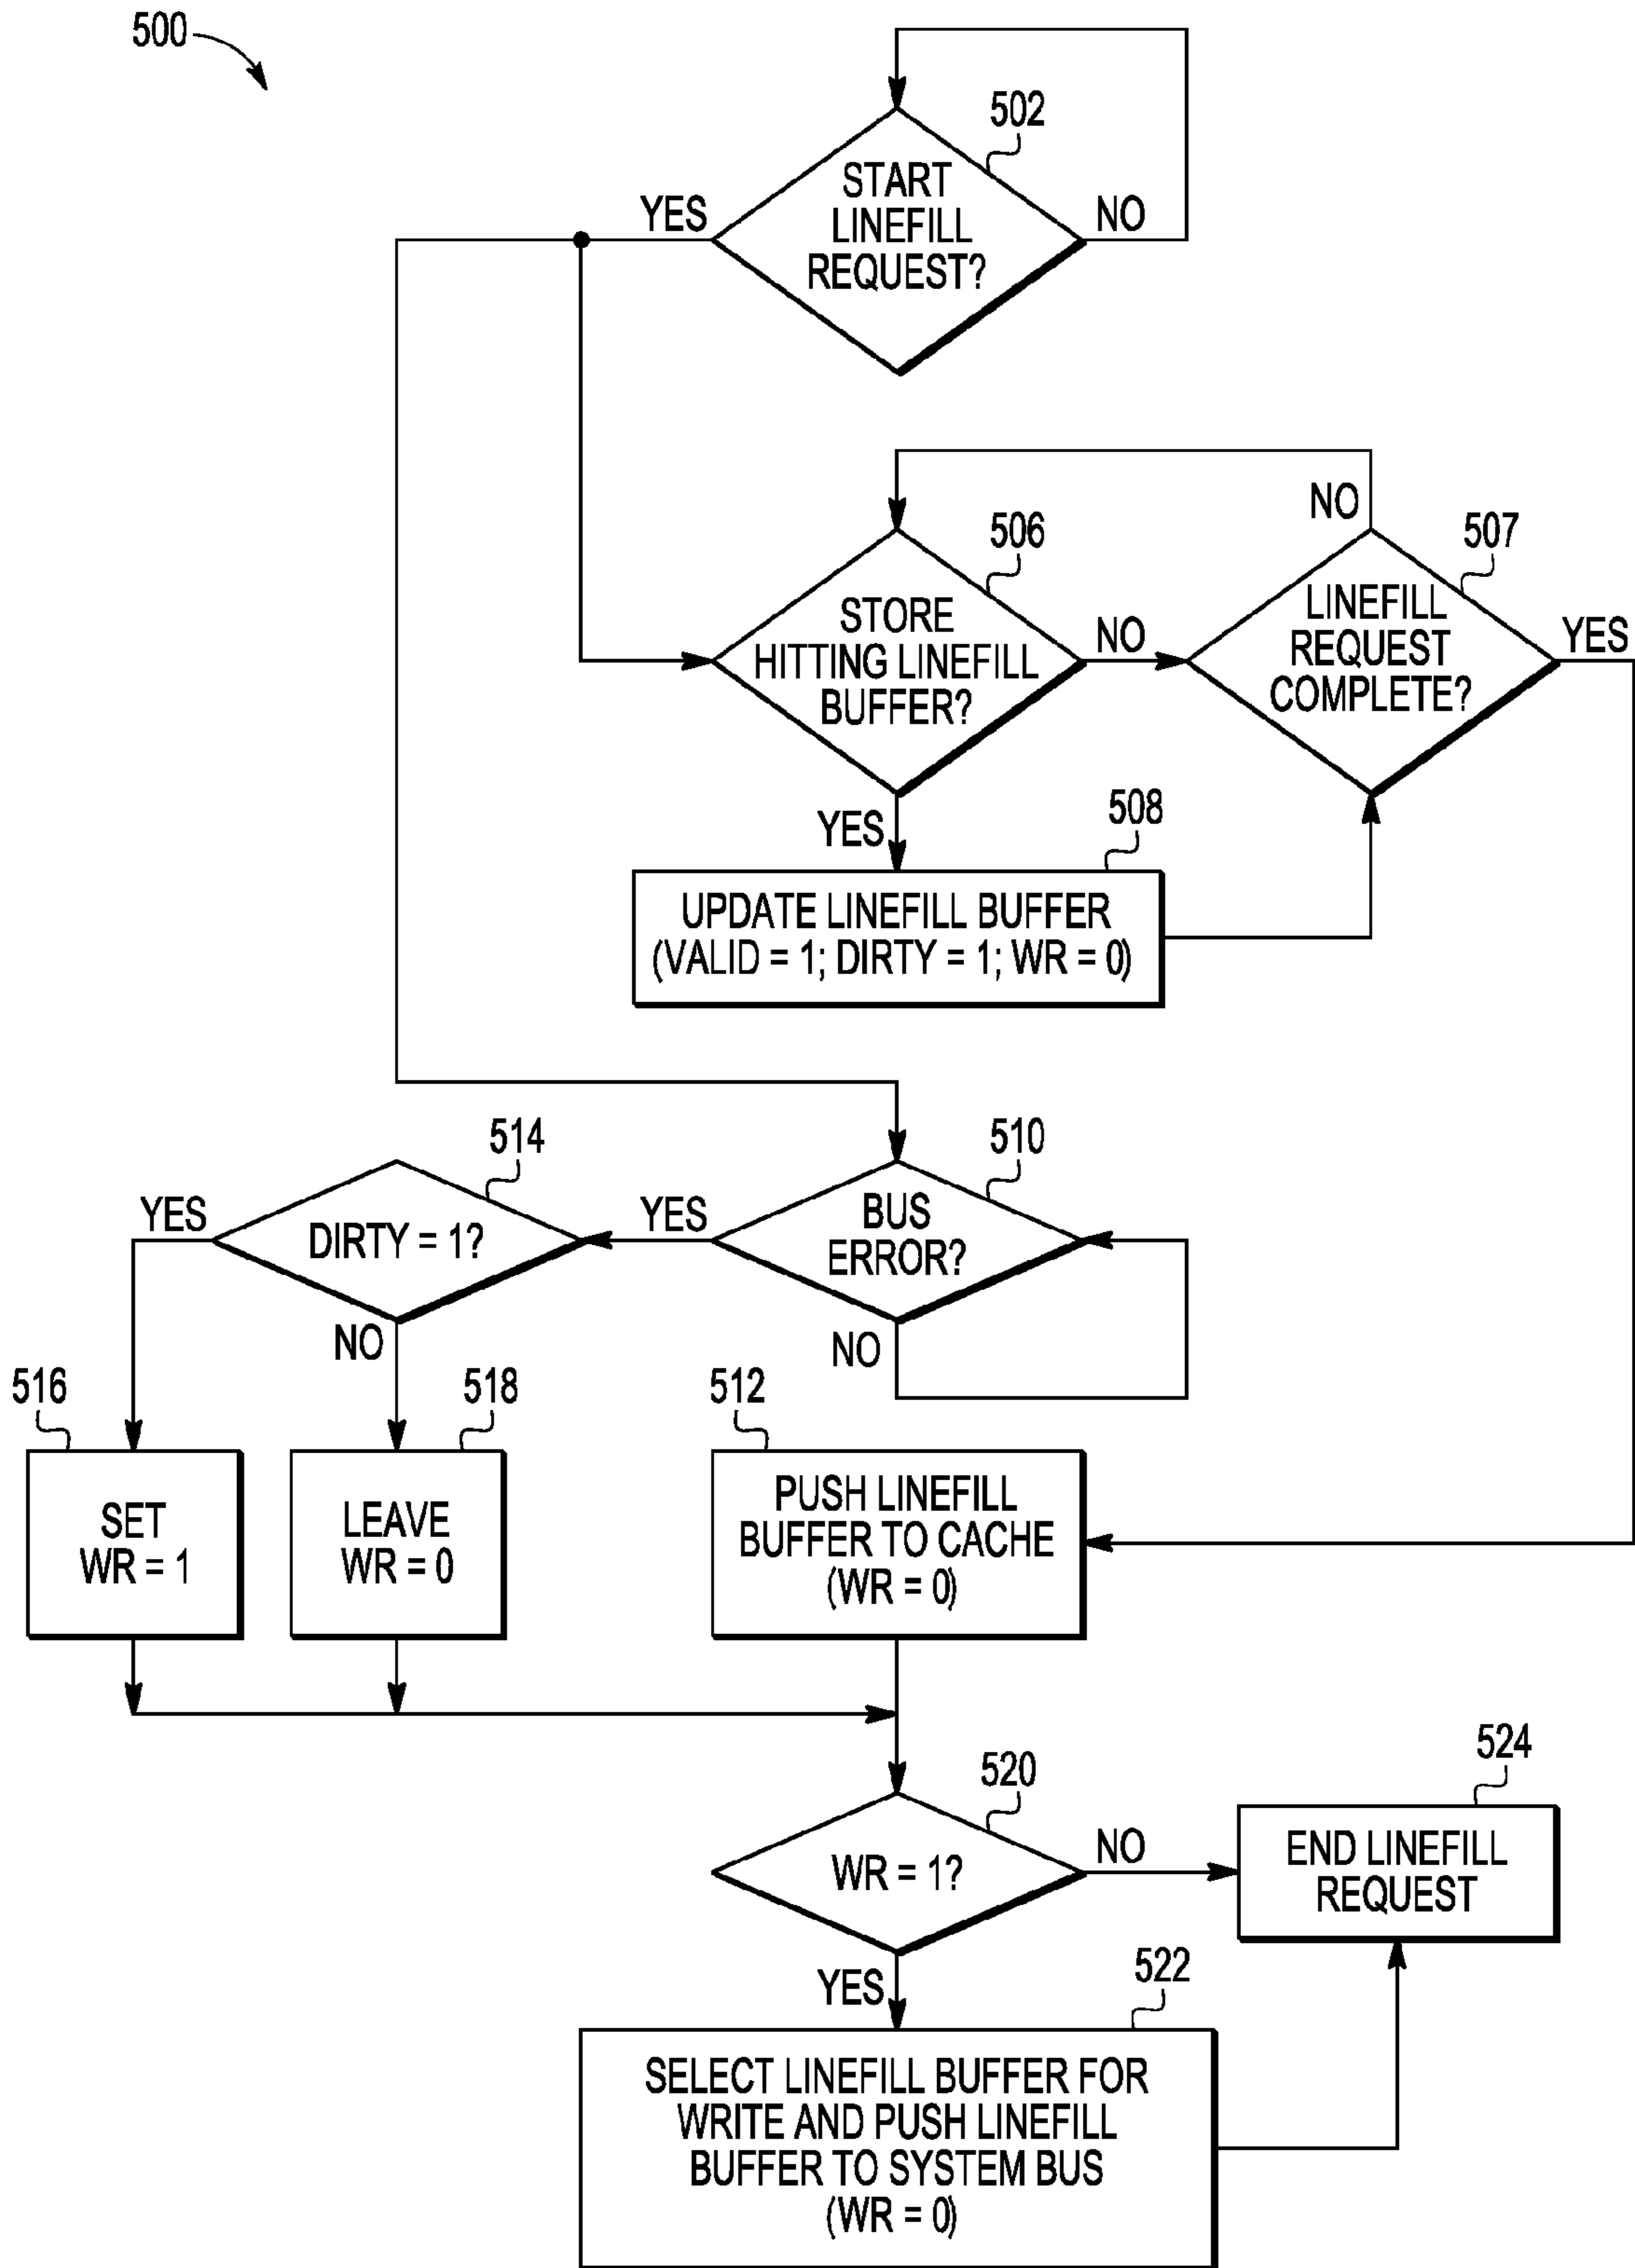 500
502
START
LINEFILL
REQUEST?
YES
NO
NO
506
507
STORE
HITTING LINEFILL
BUFFER?
NO
LINEFILL
REQUEST
COMPLETE?
YES
YES
508
UPDATE LINEFILL BUFFER
(VALID = 1; DIRTY = 1; WR = 0)
514
510
YES
DIRTY = 1?
YES
BUS
ERROR?
NO
NO
516
518
512
SET
WR = 1
LEAVE
WR = 0
PUSH LINEFILL
BUFFER TO CACHE
(WR = 0)
520
524
WR = 1?
NO
END LINEFILL
REQUEST
YES
522
SELECT LINEFILL BUFFER FOR
WRITE AND PUSH LINEFILL
BUFFER TO SYSTEM BUS
(WR = 0)